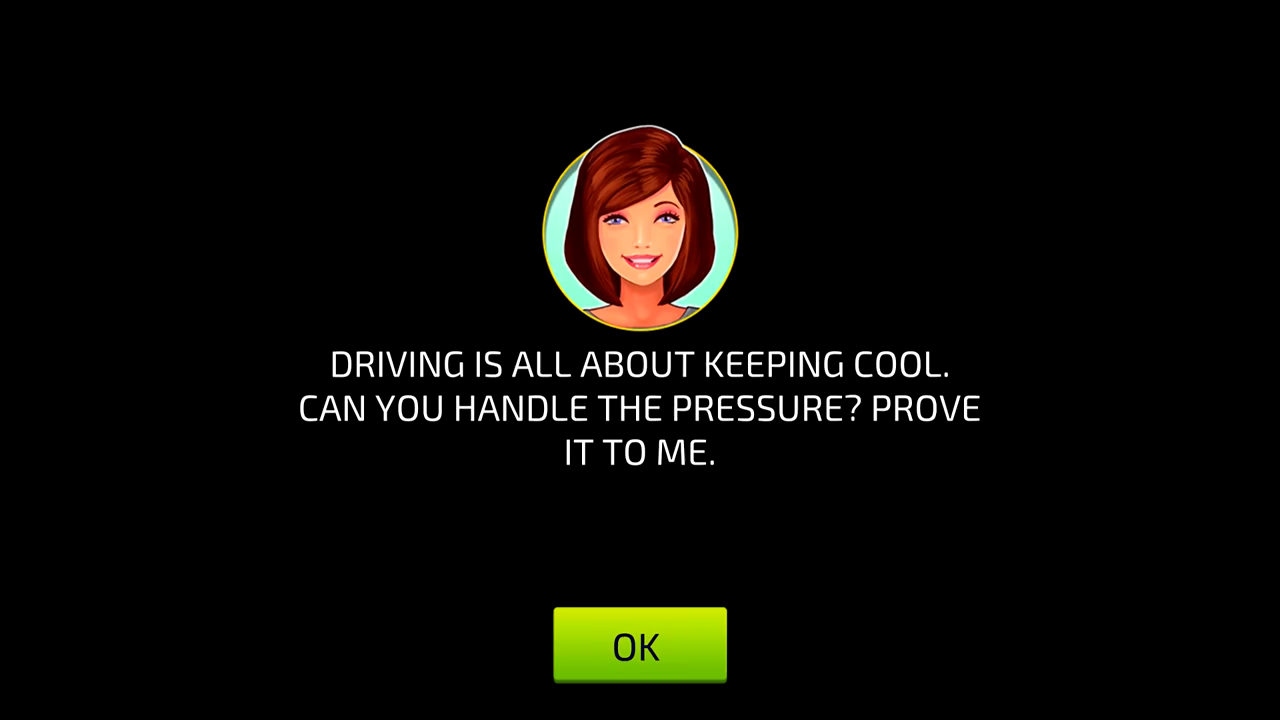 DRIVING IS ALL ABOUT KEEPING COOL.
CAN YOU HANDLE THE PRESSURE? PROVE
IT TO ME.
OK